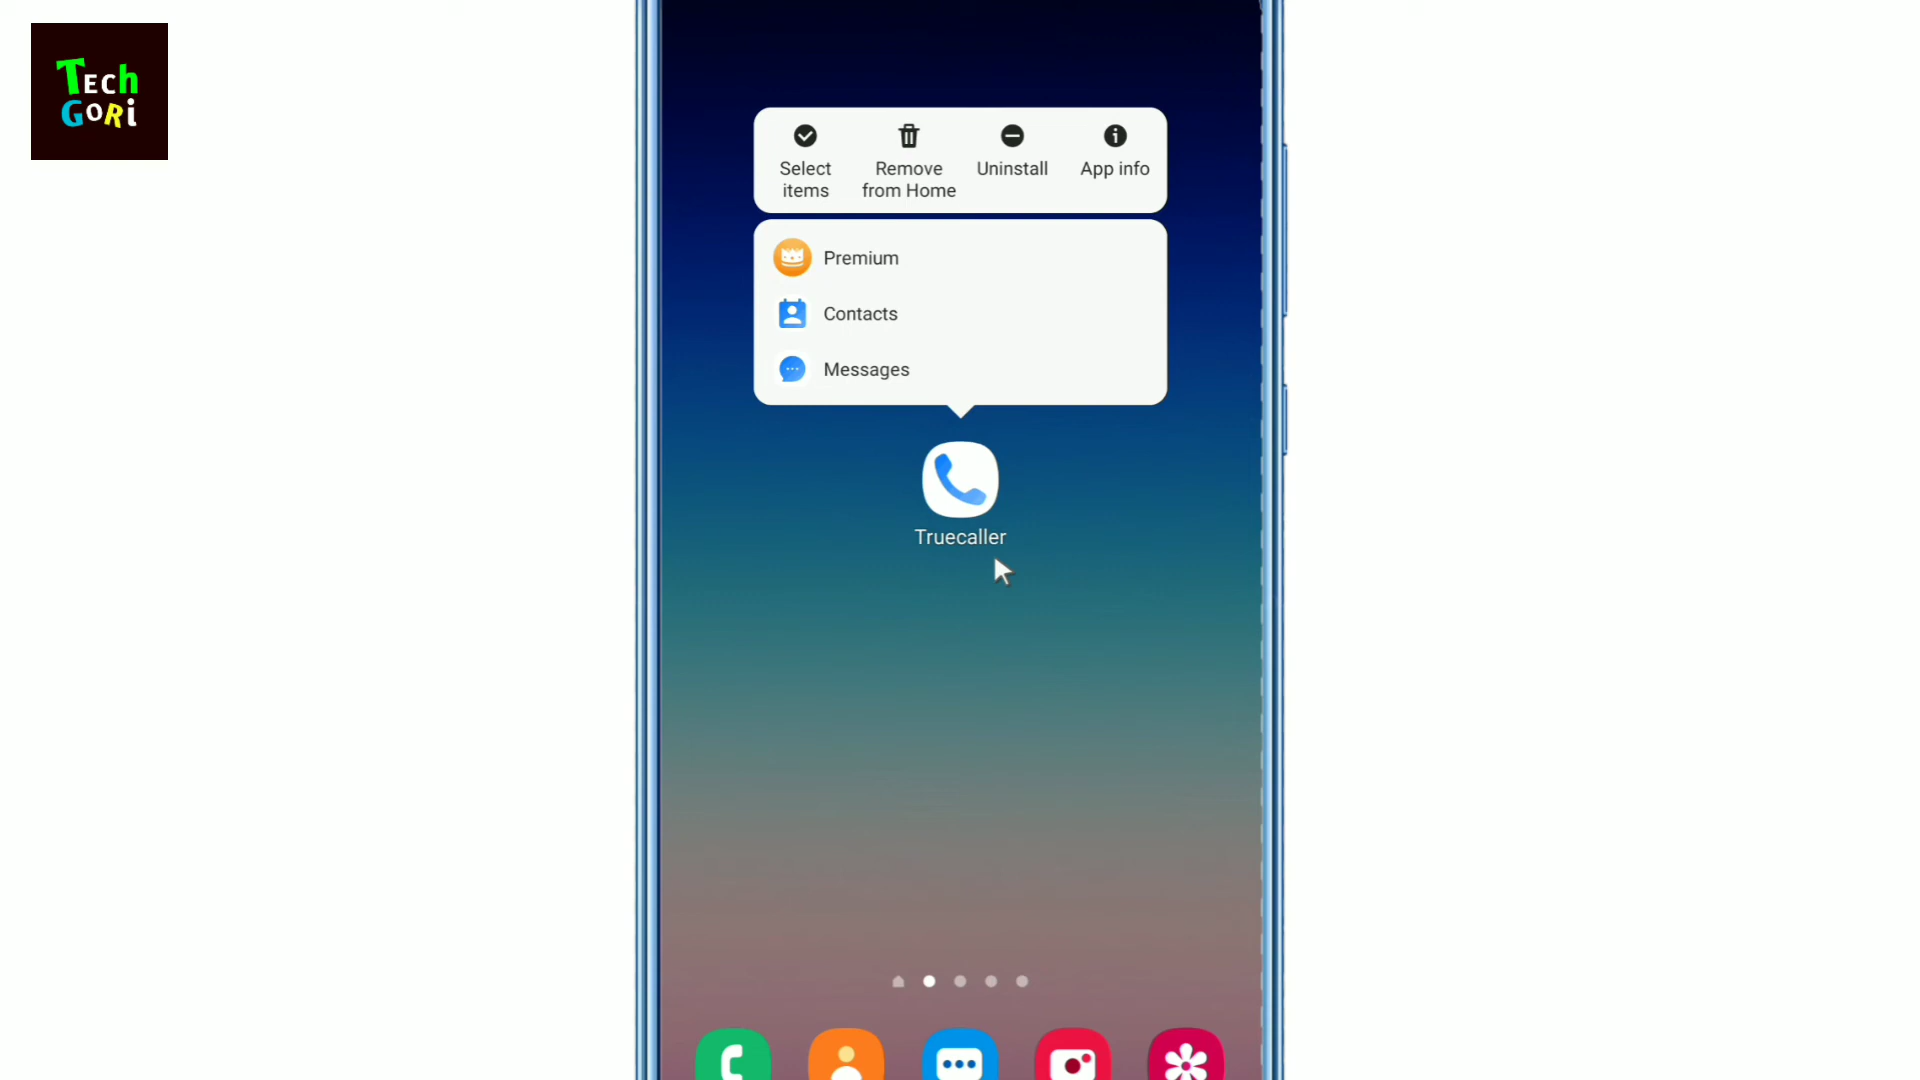 TECh
GoRi
Select
items
Remove
from Home
Uninstall
App info
Premium
Contacts
Messages
Truecaller